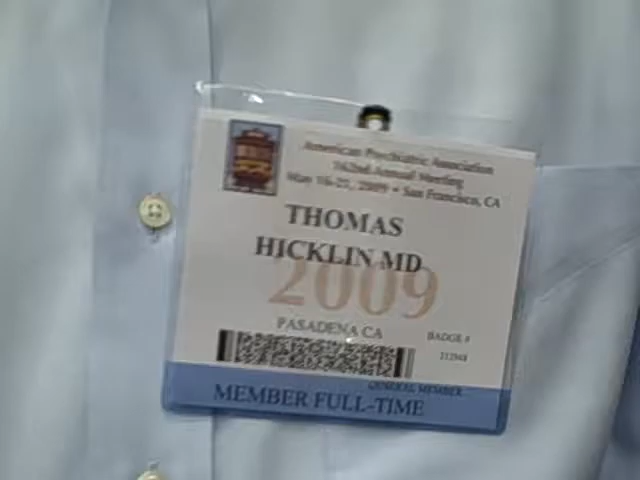 American Psychiatric Association
162nd Annual Meeting
May 16-21, 2009 • San Francisco, CA
THOMAS
HICKLIN MD
2009
PASADENA CA
BADGE #
GENERAL MEMBER
MEMBER FULL-TIME